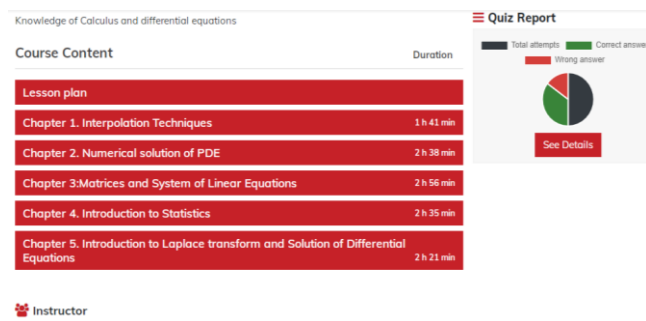 Knowledge of Calculus and differential equations
Course Content
Duration
Lesson plan
Chapter 1. Interpolation Techniques 1 h 41 min
Chapter 2. Numerical solution of PDE 2 h 38 min
Chapter 3:Matrices and System of Linear Equations 2 h 56 min
Chapter 4. Introduction to Statistics 2 h 35 min
Chapter 5. Introduction to Laplace transform and Solution of Differential
Equations 2 h 21 min
Instructor
Quiz Report
Total attempts Correct answe
Wrong answer
See Details